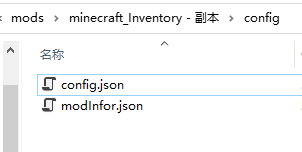 mods > minecraft_Inventory - 副本 > config
名称
config.json
modInfor.json